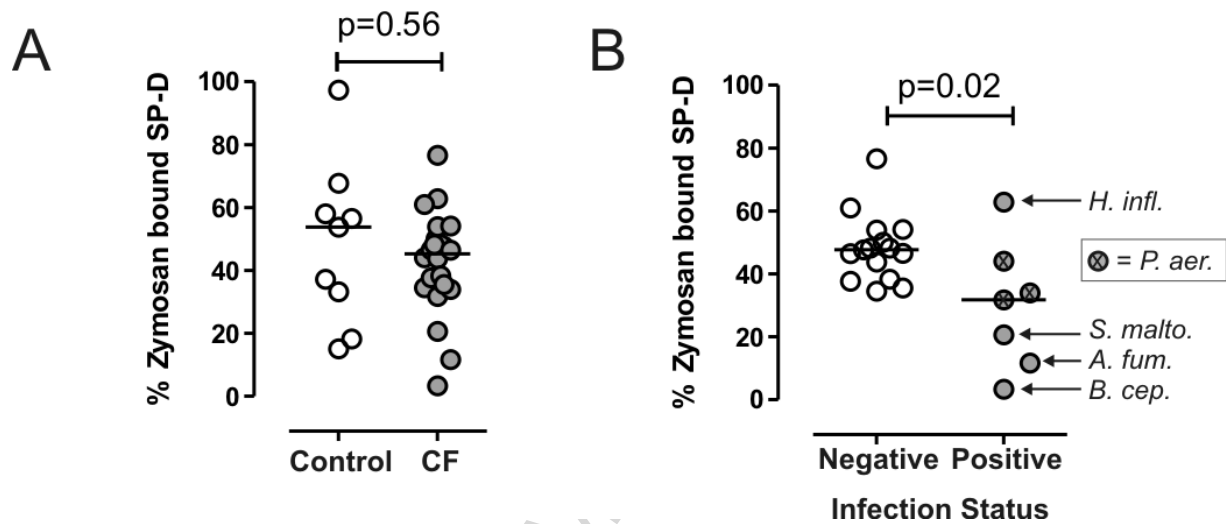 A
p=0.56
% Zymosan bound SP-D
100
80
60
40
20
0
Control CF
B
p=0.02
% Zymosan bound SP-D
100
80
60
40
20
0
H. infl.
= P. aer.
S. malto.
A. fum.
B. cep.
Negative Positive
Infection Status